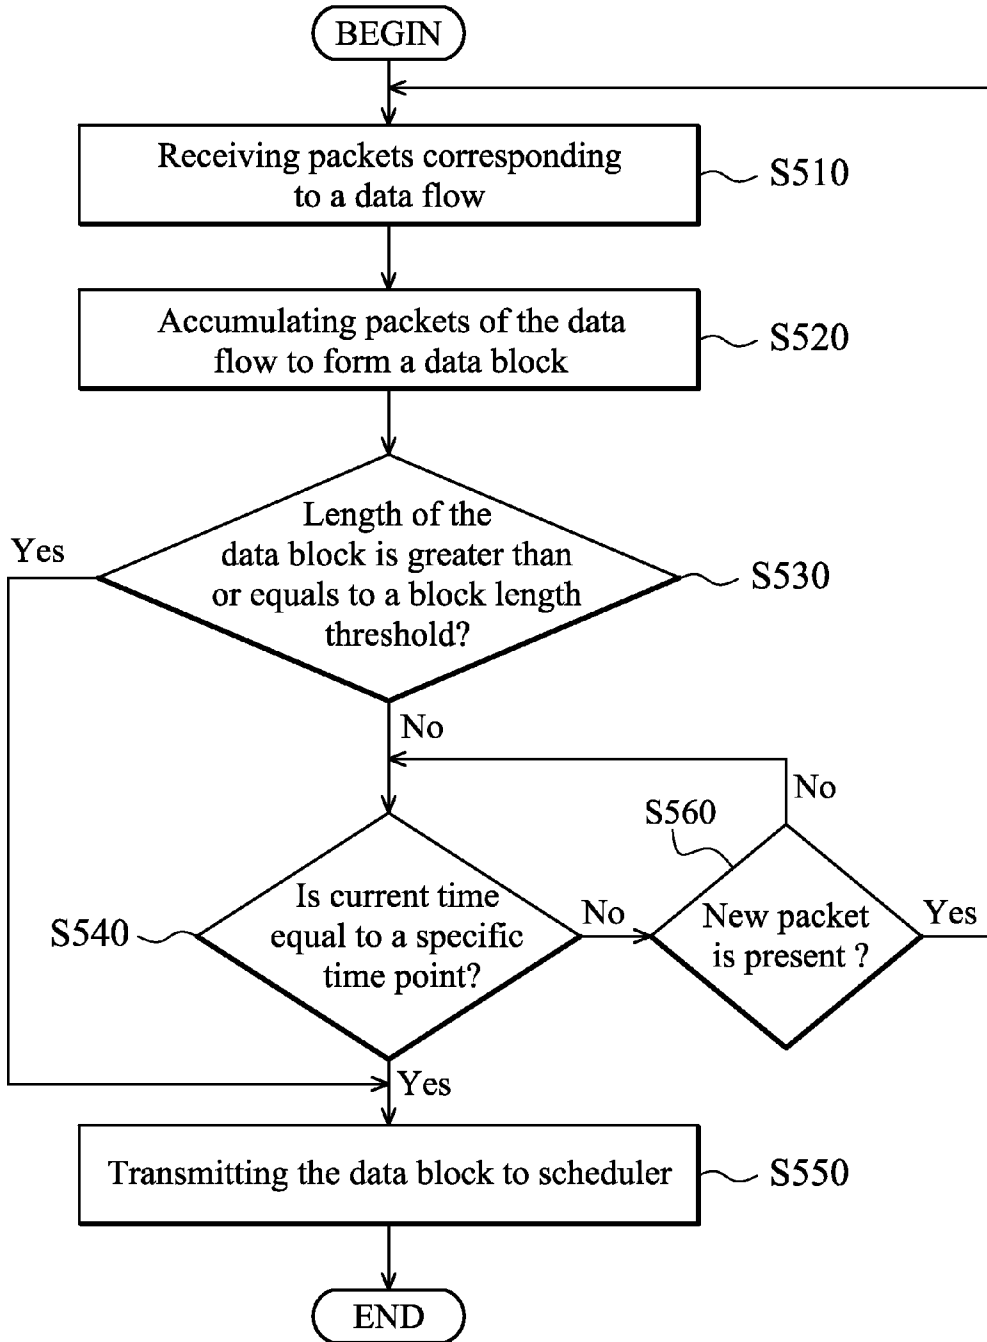 BEGIN
Receiving packets corresponding
to a data flow
S510
Accumulating packets of the data
flow to form a data block
S520
Length of the
data block is greater than
or equals to a block length
threshold?
Yes
S530
No
No
S560
Is current time
equal to a specific
time point?
S540
No
New packet
is present ?
Yes
Yes
Transmitting the data block to scheduler
S550
END